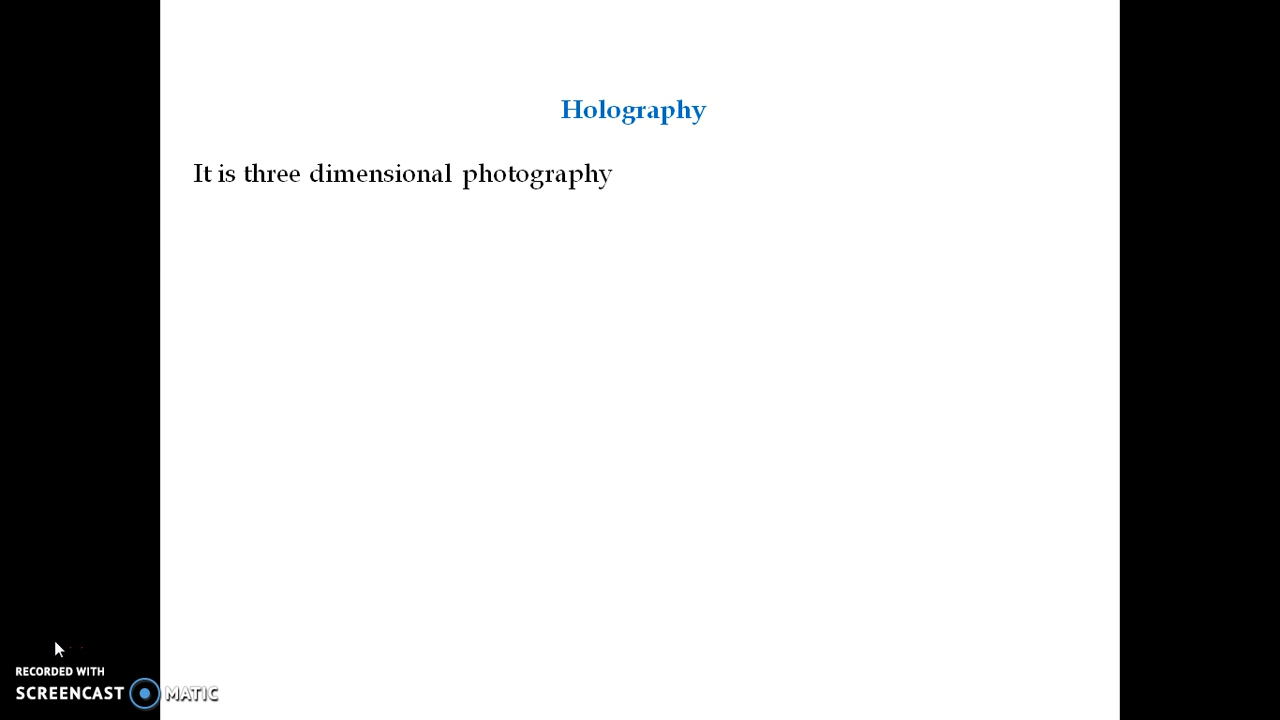 Holography
It is three dimensional photography
RECORDED WITH
SCREENCAST MATIC